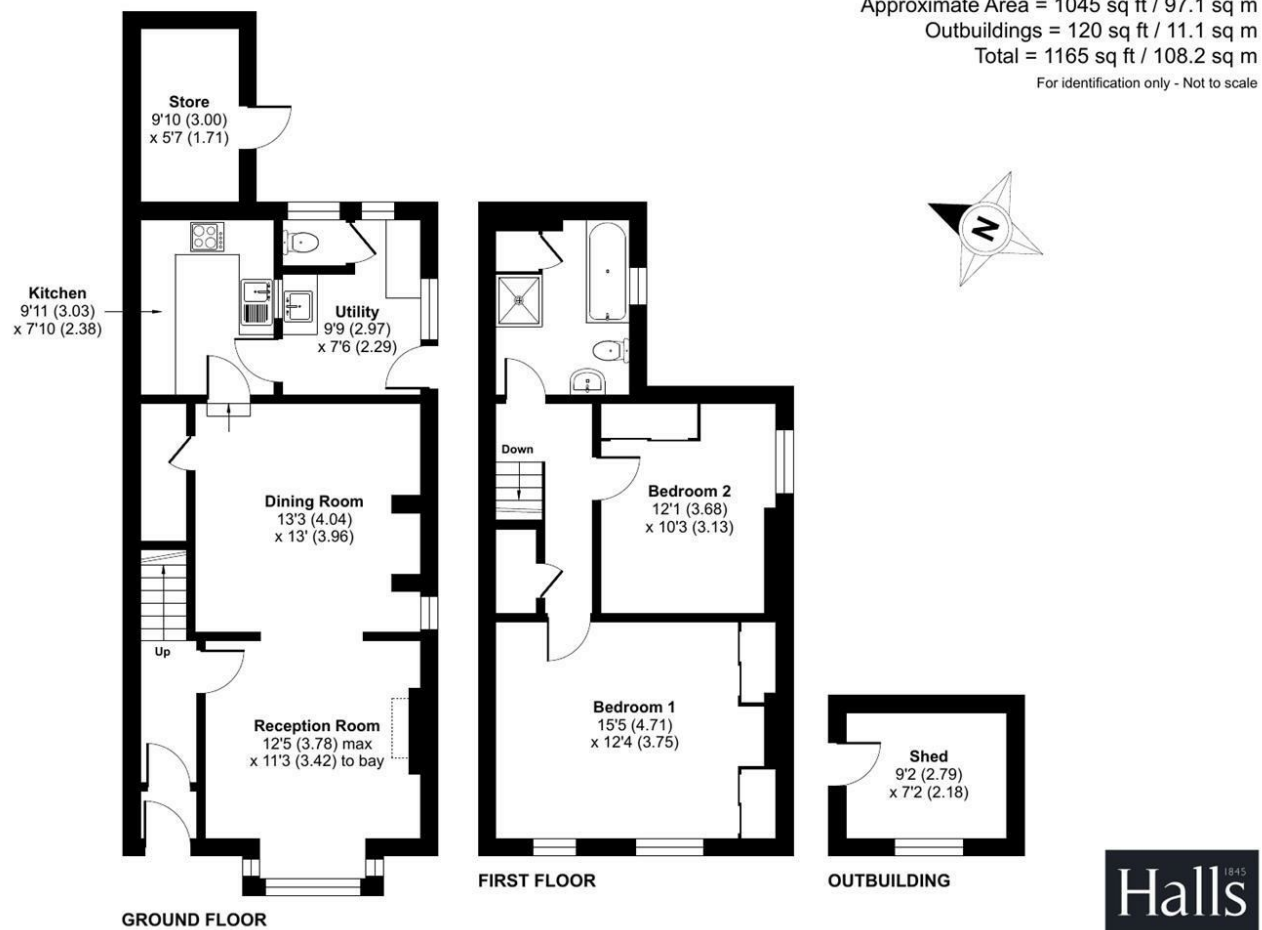 Approximate Area = 1045 sq ft / 97.1 sq m
Outbuildings = 120 sq ft / 11.1 sq m
Total = 1165 sq ft / 108.2 sq m
For identification only - Not to scale
Store
9'10 (3.00)
x 5'7 (1.71)
Kitchen
9'11 (3.03)
x 7'10 (2.38)
Utility
9'9 (2.97)
x 7'6 (2.29)
Dining Room
13'3 (4.04)
x 13' (3.96)
Up
Reception Room
12'5 (3.78) max
x 11'3 (3.42) to bay
GROUND FLOOR
Down
Bedroom 2
12'1 (3.68)
x 10'3 (3.13)
Bedroom 1
15'5 (4.71)
x 12'4 (3.75)
FIRST FLOOR
N
Shed
9'2 (2.79)
x 7'2 (2.18)
OUTBUILDING
Halls 1845